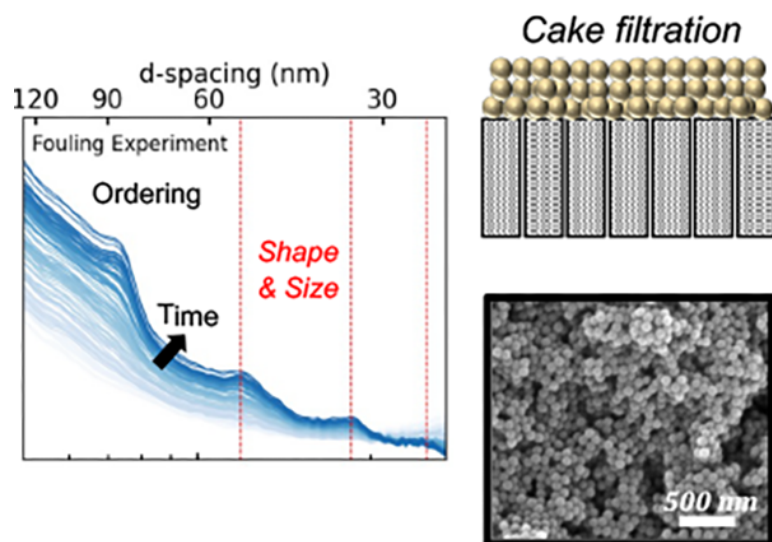 Cake filtration
d-spacing (nm)
120 90 60 30
Fouling Experiment
Ordering
Shape
& Size
Time
500 nm